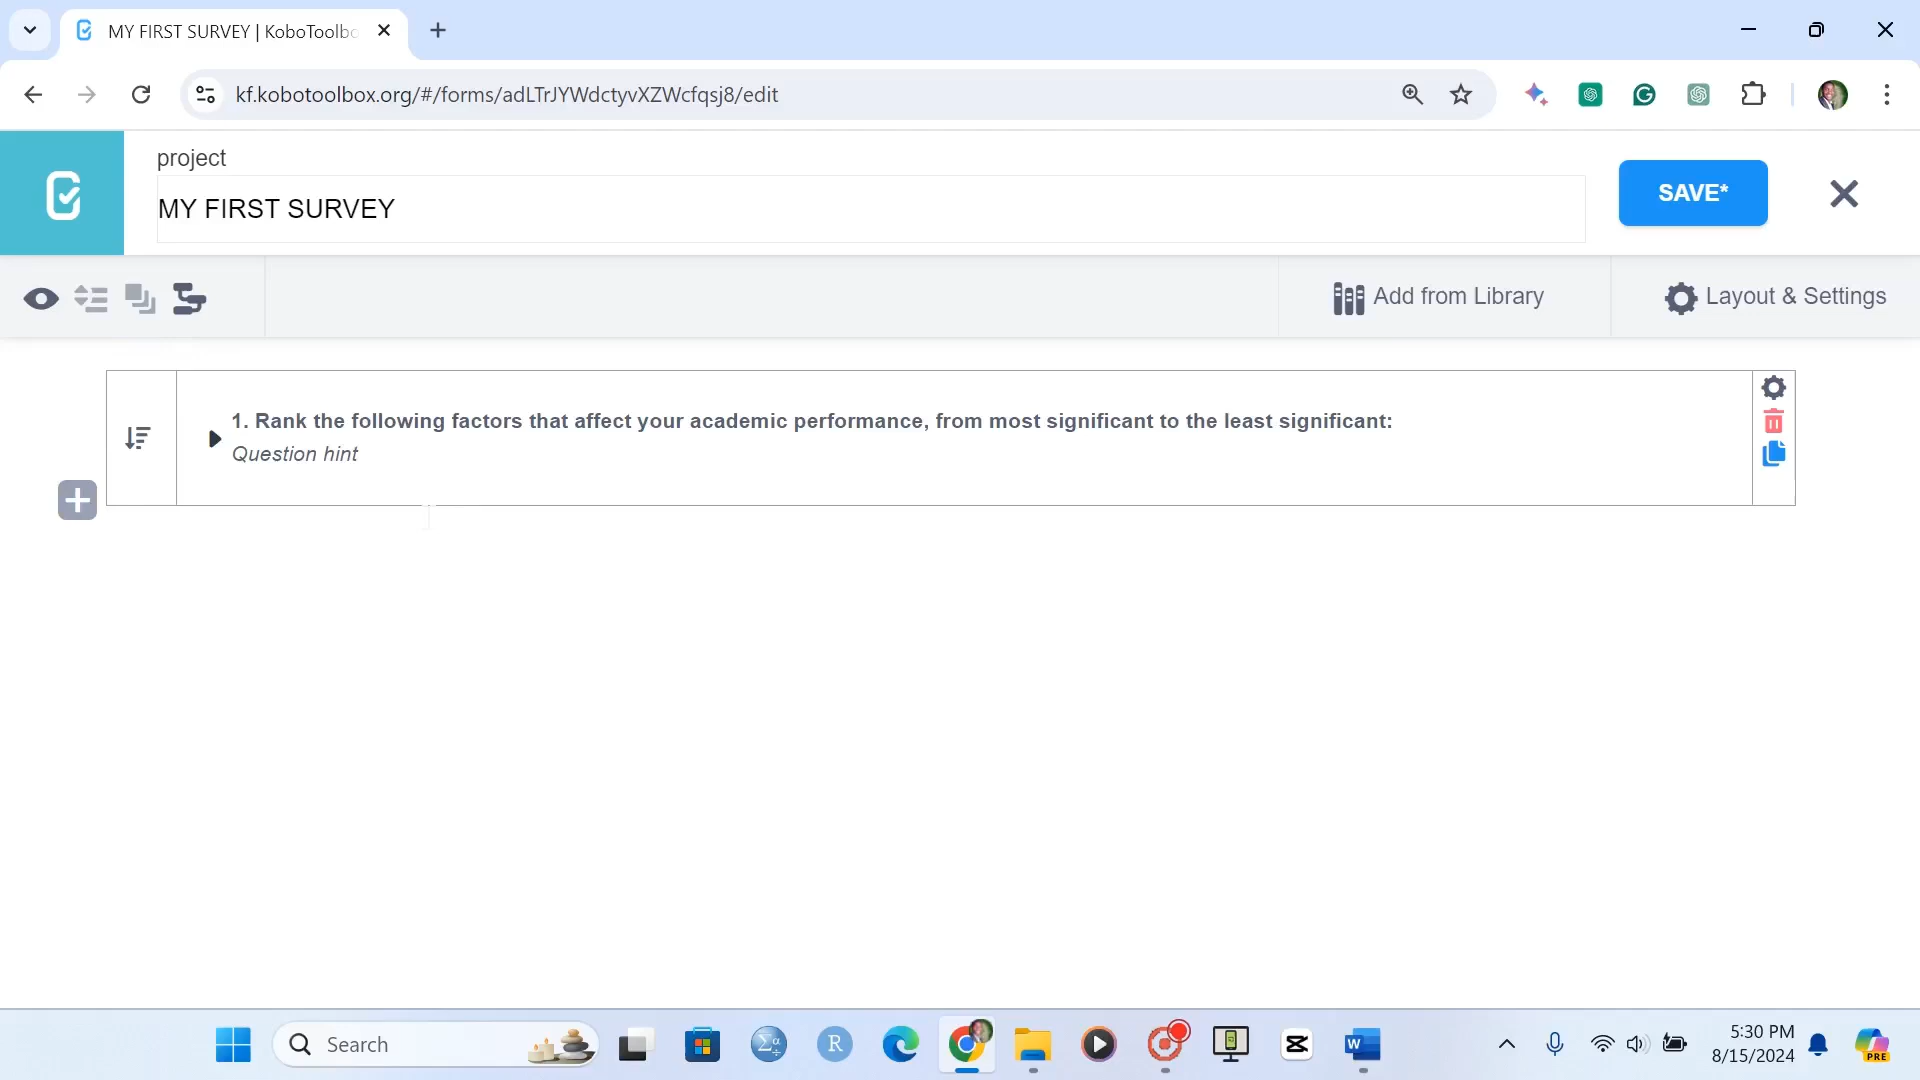 MY FIRST SURVEY | KoboToolbo
kf.kobotoolbox.org/#/forms/adLTrJYWdctyvXZWcfqsj8/edit
project
MY FIRST SURVEY
SAVE*
Add from Library
Layout & Settings
1. Rank the following factors that affect your academic performance, from most significant to the least significant:
Question hint
Search
R
W
5:30 PM
8/15/2024
PRE